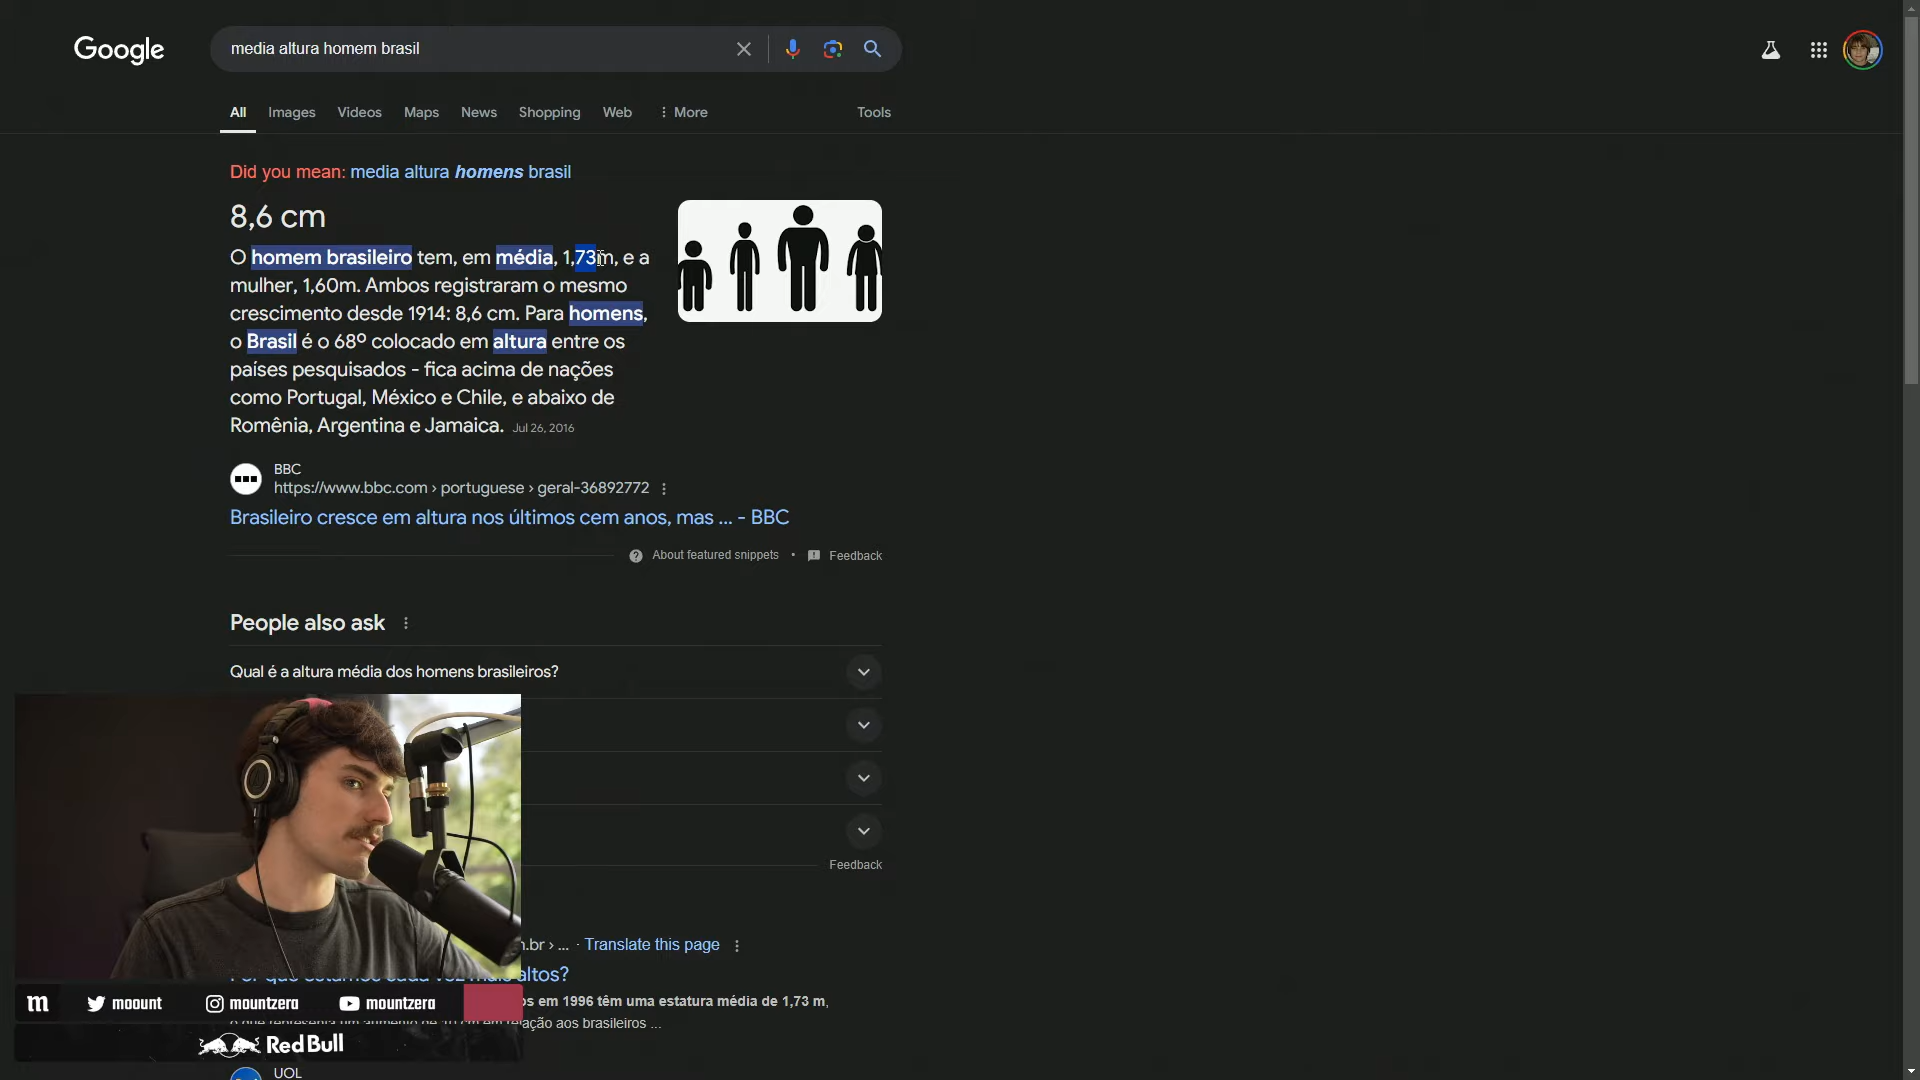 Google
media altura homem brasil
All Images Videos Maps News Shopping Web More Tools
Did you mean: media altura homens brasil
8,6 cm
O homem brasileiro tem, em média, 1,73m, e a
mulher, 1,60m. Ambos registraram o mesmo
crescimento desde 1914: 8,6 cm. Para homens,
o Brasil é o 68º colocado em altura entre os
países pesquisados - fica acima de nações
como Portugal, México e Chile, e abaixo de
Romênia, Argentina e Jamaica. Jul 26, 2016
BBC
https://www.bbc.com › portuguese › geral-36892772
Brasileiro cresce em altura nos últimos cem anos, mas ... - BBC
About featured snippets • Feedback
People also ask
Qual é a altura média dos homens brasileiros?
Feedback
.br › ... · Translate this page
altos?
em 1996 têm uma estatura média de 1,73 m,
aos brasileiros ...
m moount mountzera mountzera
Red Bull
UOL